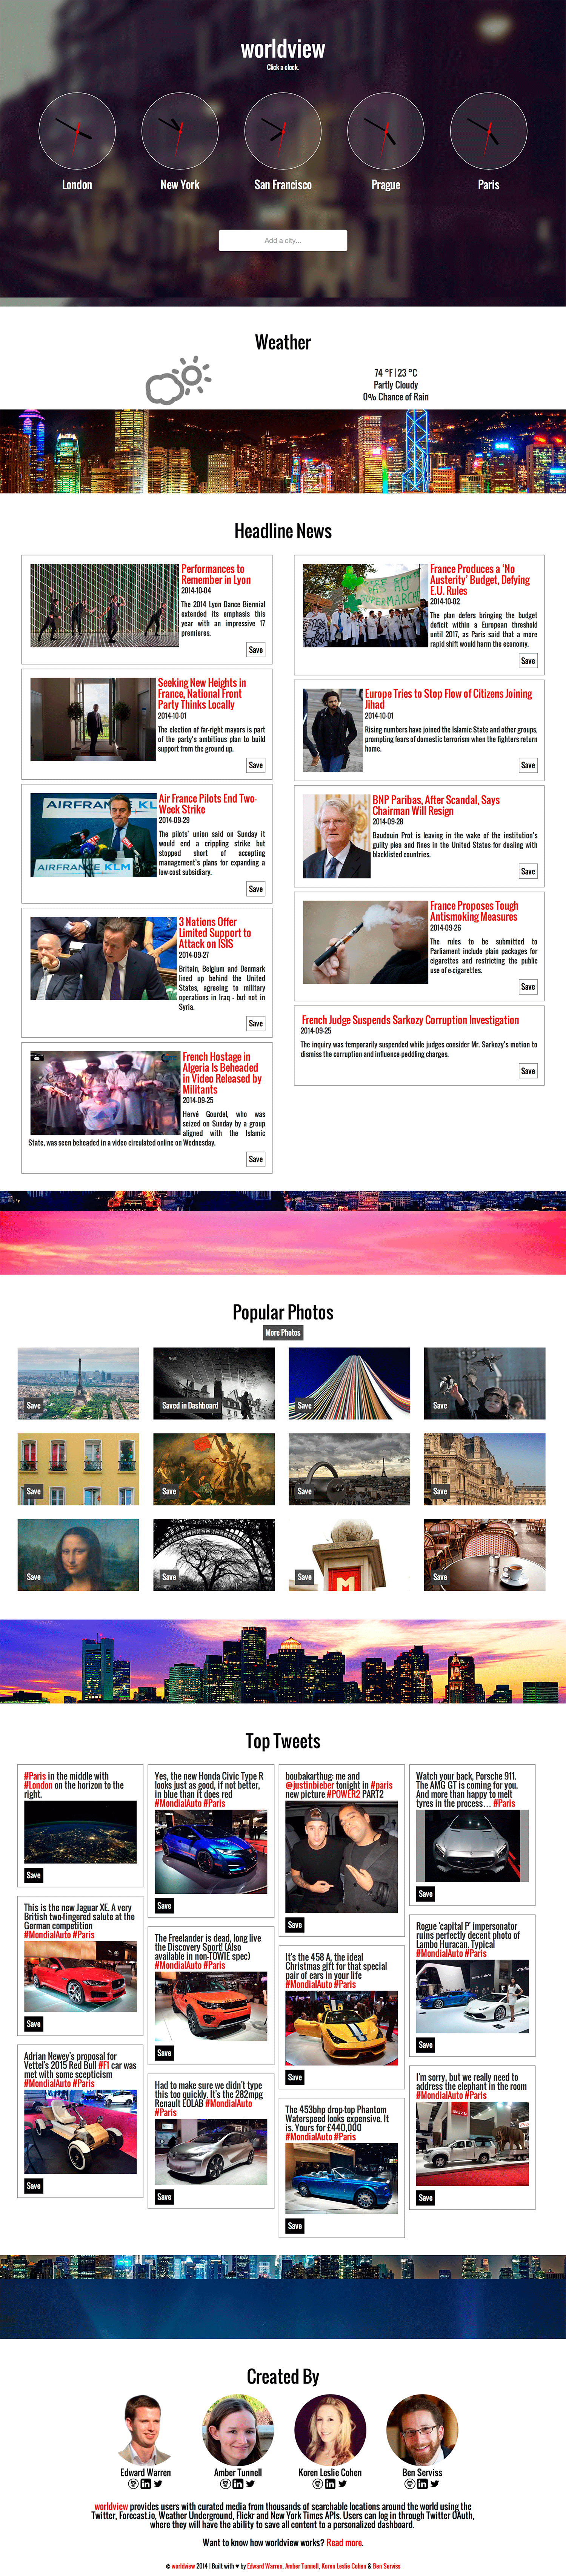 worldview
Click a clock.
London
New York
San Francisco
Prague
Paris
Add a city...
Weather
74 °F | 23 °C
Partly Cloudy
0% Chance of Rain
Headline News
Performances to
Remember in Lyon
2014-10-04
The 2014 Lyon Dance Biennial
extended its emphasis this
year with an impressive 17
premieres.
Save
Seeking New Heights in
France, National Front
Party Thinks Locally
2014-10-01
The election of far-right mayors is part
of the party's ambitious plan to build
support from the ground up.
Save
AIRFRANCE KL
AIRFRANCE KLM
Air France Pilots End Two-
Week Strike
2014-09-29
The pilots' union said on Sunday it
would end a crippling strike but
stopped short of accepting
management's plans for expanding a
low-cost subsidiary.
Save
3 Nations Offer
Limited Support to
Attack on ISIS
2014-09-27
Britain, Belgium and Denmark
lined up behind the United
States, agreeing to military
operations in Iraq - but not in
Syria.
Save
French Hostage in
Algeria Is Beheaded
in Video Released by
Militants
2014-09-25
Hervé Gourdel, who was
seized on Sunday by a group
aligned with the Islamic
State, was seen beheaded in a video circulated online on Wednesday.
Save
France Produces a 'No
Austerity' Budget, Defying
E.U. Rules
2014-10-02
The plan defers bringing the budget
deficit within a European threshold
until 2017, as Paris said that a more
rapid shift would harm the economy.
Save
Europe Tries to Stop Flow of Citizens Joining
Jihad
2014-10-01
Rising numbers have joined the Islamic State and other groups,
prompting fears of domestic terrorism when the fighters return
home.
Save
BNP Paribas, After Scandal, Says
Chairman Will Resign
2014-09-28
Baudouin Prot is leaving in the wake of the institution's
guilty plea and fines in the United States for dealing with
blacklisted countries.
Save
France Proposes Tough
Antismoking Measures
2014-09-26
The rules to be submitted to
Parliament include plain packages for
cigarettes and restricting the public
use of e-cigarettes.
Save
French Judge Suspends Sarkozy Corruption Investigation
2014-09-25
The inquiry was temporarily suspended while judges consider Mr. Sarkozy's motion to
dismiss the corruption and influence-peddling charges.
Save
Popular Photos
More Photos
Save
Saved in Dashboard
Save
Save
Save
Save
Save
Save
Save
Save
Save
M
Save
Top Tweets
#Paris in the middle with
#London on the horizon to the
right.
Save
This is the new Jaguar XE. A very
British two-fingered salute at the
German competition
#MondialAuto #Paris
Save
Adrian Newey's proposal for
Vettel's 2015 Red Bull #F1 car was
met with some scepticism
#MondialAuto #Paris
Save
Yes, the new Honda Civic Type R
looks just as good, if not better,
in blue than it does red
#MondialAuto #Paris
Save
The Freelander is dead, long live
the Discovery Sport! (Also
available in non-TOWIE spec)
#MondialAuto #Paris
Save
Had to make sure we didn't type
this too quickly. It's the 282mpg
Renault EOLAB #MondialAuto
#Paris
Save
boubakarthug: me and
@justinbieber tonight in #paris
new picture #POWER2 PART2
Save
It's the 458 A, the ideal
Christmas gift for that special
pair of ears in your life
#MondialAuto #Paris
Save
The 453bhp drop-top Phantom
Waterspeed looks expensive. It
is. Yours for £440,000
#MondialAuto #Paris
Save
Watch your back, Porsche 911.
The AMG GT is coming for you.
And more than happy to melt
tyres in the process… #Paris
Save
Rogue 'capital P' impersonator
ruins perfectly decent photo of
Lambo Huracan. Typical
#MondialAuto #Paris
Save
I'm sorry, but we really need to
address the elephant in the room
#MondialAuto #Paris
Save
Created By
Edward Warren
Amber Tunnell
Koren Leslie Cohen
Ben Serviss
worldview provides users with curated media from thousands of searchable locations around the world using the
Twitter, Forecast.io, Weather Underground, Flickr and New York Times APIs. Users can log in through Twitter OAuth,
where they will have the ability to save all content to a personalized dashboard.
Want to know how worldview works? Read more.
© worldview 2014 | Built with ♥ by Edward Warren, Amber Tunnell, Koren Leslie Cohen & Ben Serviss